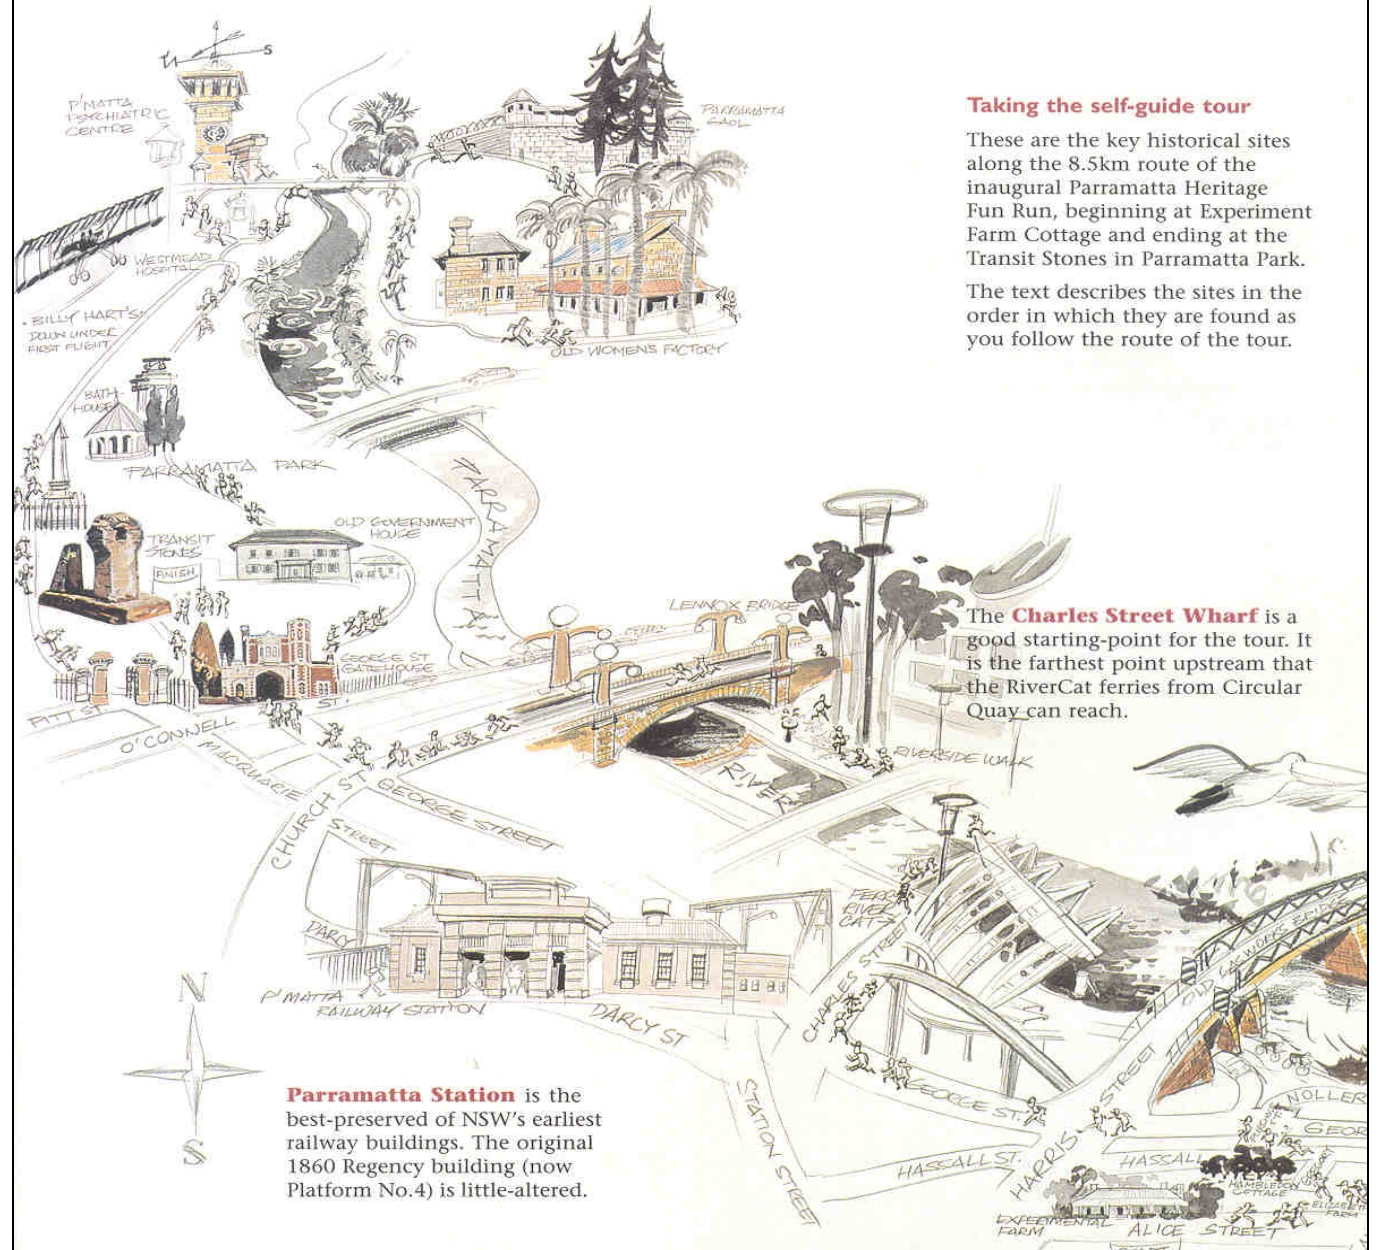 S
P'MATTA
PSYCHIATRIC
CENTRE
PARRAMATTA
GAOL
Taking the self-guide tour
These are the key historical sites
along the 8.5km route of the
inaugural Parramatta Heritage
Fun Run, beginning at Experiment
Farm Cottage and ending at the
Transit Stones in Parramatta Park.
The text describes the sites in the
order in which they are found as
you follow the route of the tour.
WESTMEAD
HOSPITAL
BILLY HART'S
DOWN UNDER
FIRST FLIGHT
OLD WOMEN'S FACTORY
BATH-
HOUSE
PARRAMATTA PARK
PARRAMATTA
OLD GOVERNMENT
HOUSE
TRANSIT
STONES
FINISH
LENNOX BRIDGE
The Charles Street Wharf is a
good starting-point for the tour. It
is the farthest point upstream that
the RiverCat ferries from Circular
Quay can reach.
GEORGE ST
GATEHOUSE
PITT ST
O'CONNELL
ST
MACQUARIE
STREET
CHURCH ST
GEORGE STREET
RIVER
RIVERSIDE WALK
RIVER
CAT
CHARLES STREET
OLD GASWORKS BRIDGE
DARCY
P'MATTA
RAILWAY STATION
DARCY ST
N
S
Parramatta Station is the
best-preserved of NSW's earliest
railway buildings. The original
1860 Regency building (now
Platform No.4) is little-altered.
STATION STREET
GEORGE ST.
HARRIS STREET
NOLLER
GEOR
HASSALL ST.
HASSALL
HAMBLEDON
COTTAGE
ELIZABETH
FARM
EXPERIMENTAL
FARM
ALICE STREET